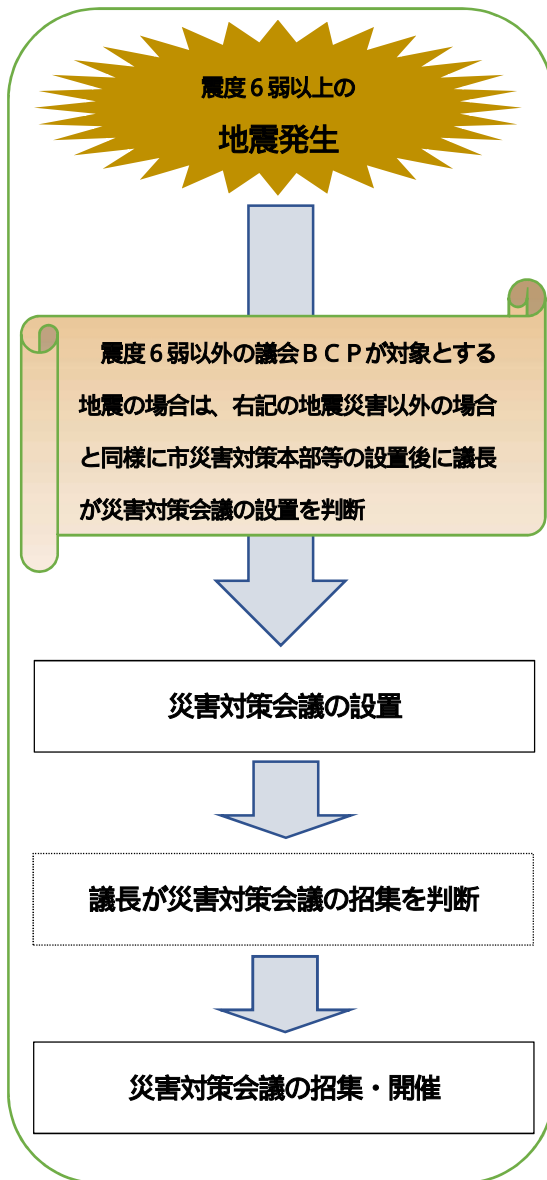 震度６弱以上の
地震発生
震度６弱以外の議会ＢＣＰが対象とする
地震の場合は、右記の地震災害以外の場合
と同様に市災害対策本部等の設置後に議長
が災害対策会議の設置を判断
災害対策会議の設置
議長が災害対策会議の招集を判断
災害対策会議の招集・開催